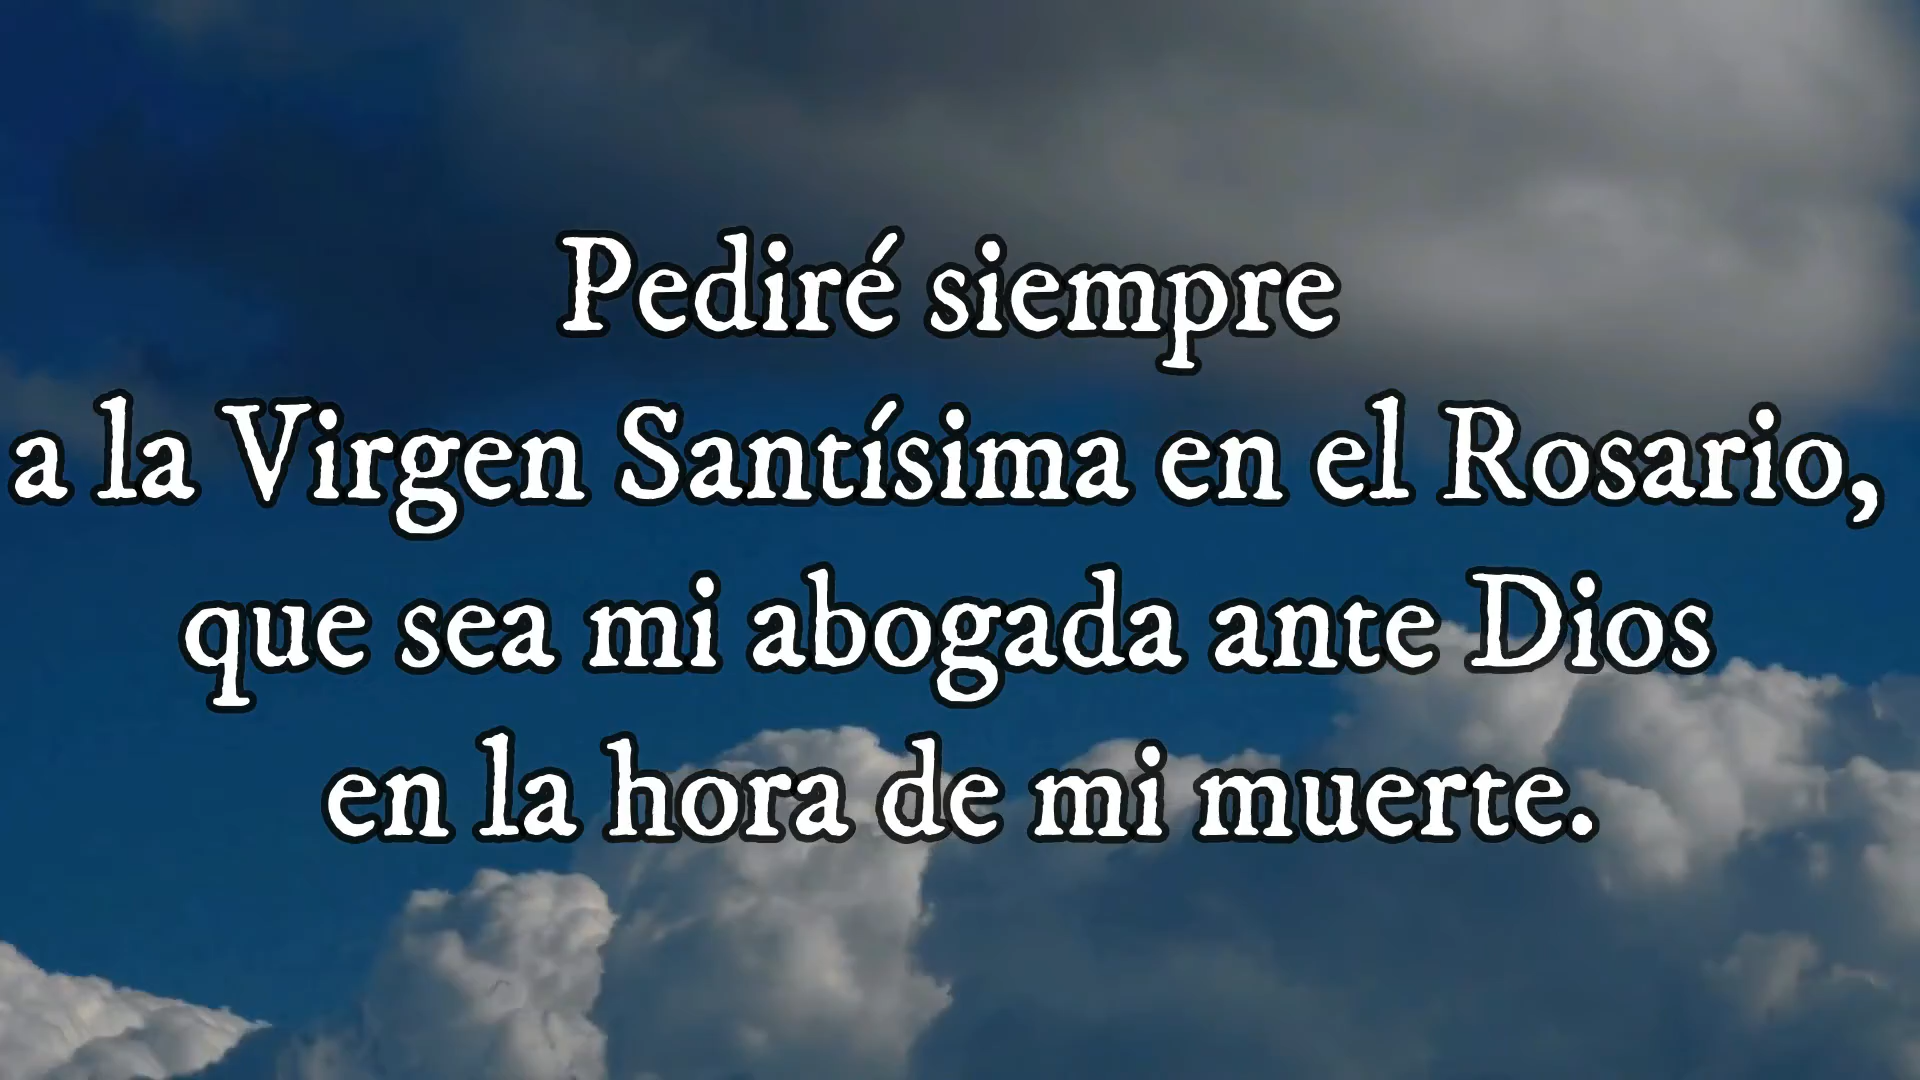 Pediré siempre
a la Virgen Santísima en el Rosario,
que sea mi abogada ante Dios
en la hora de mi muerte.